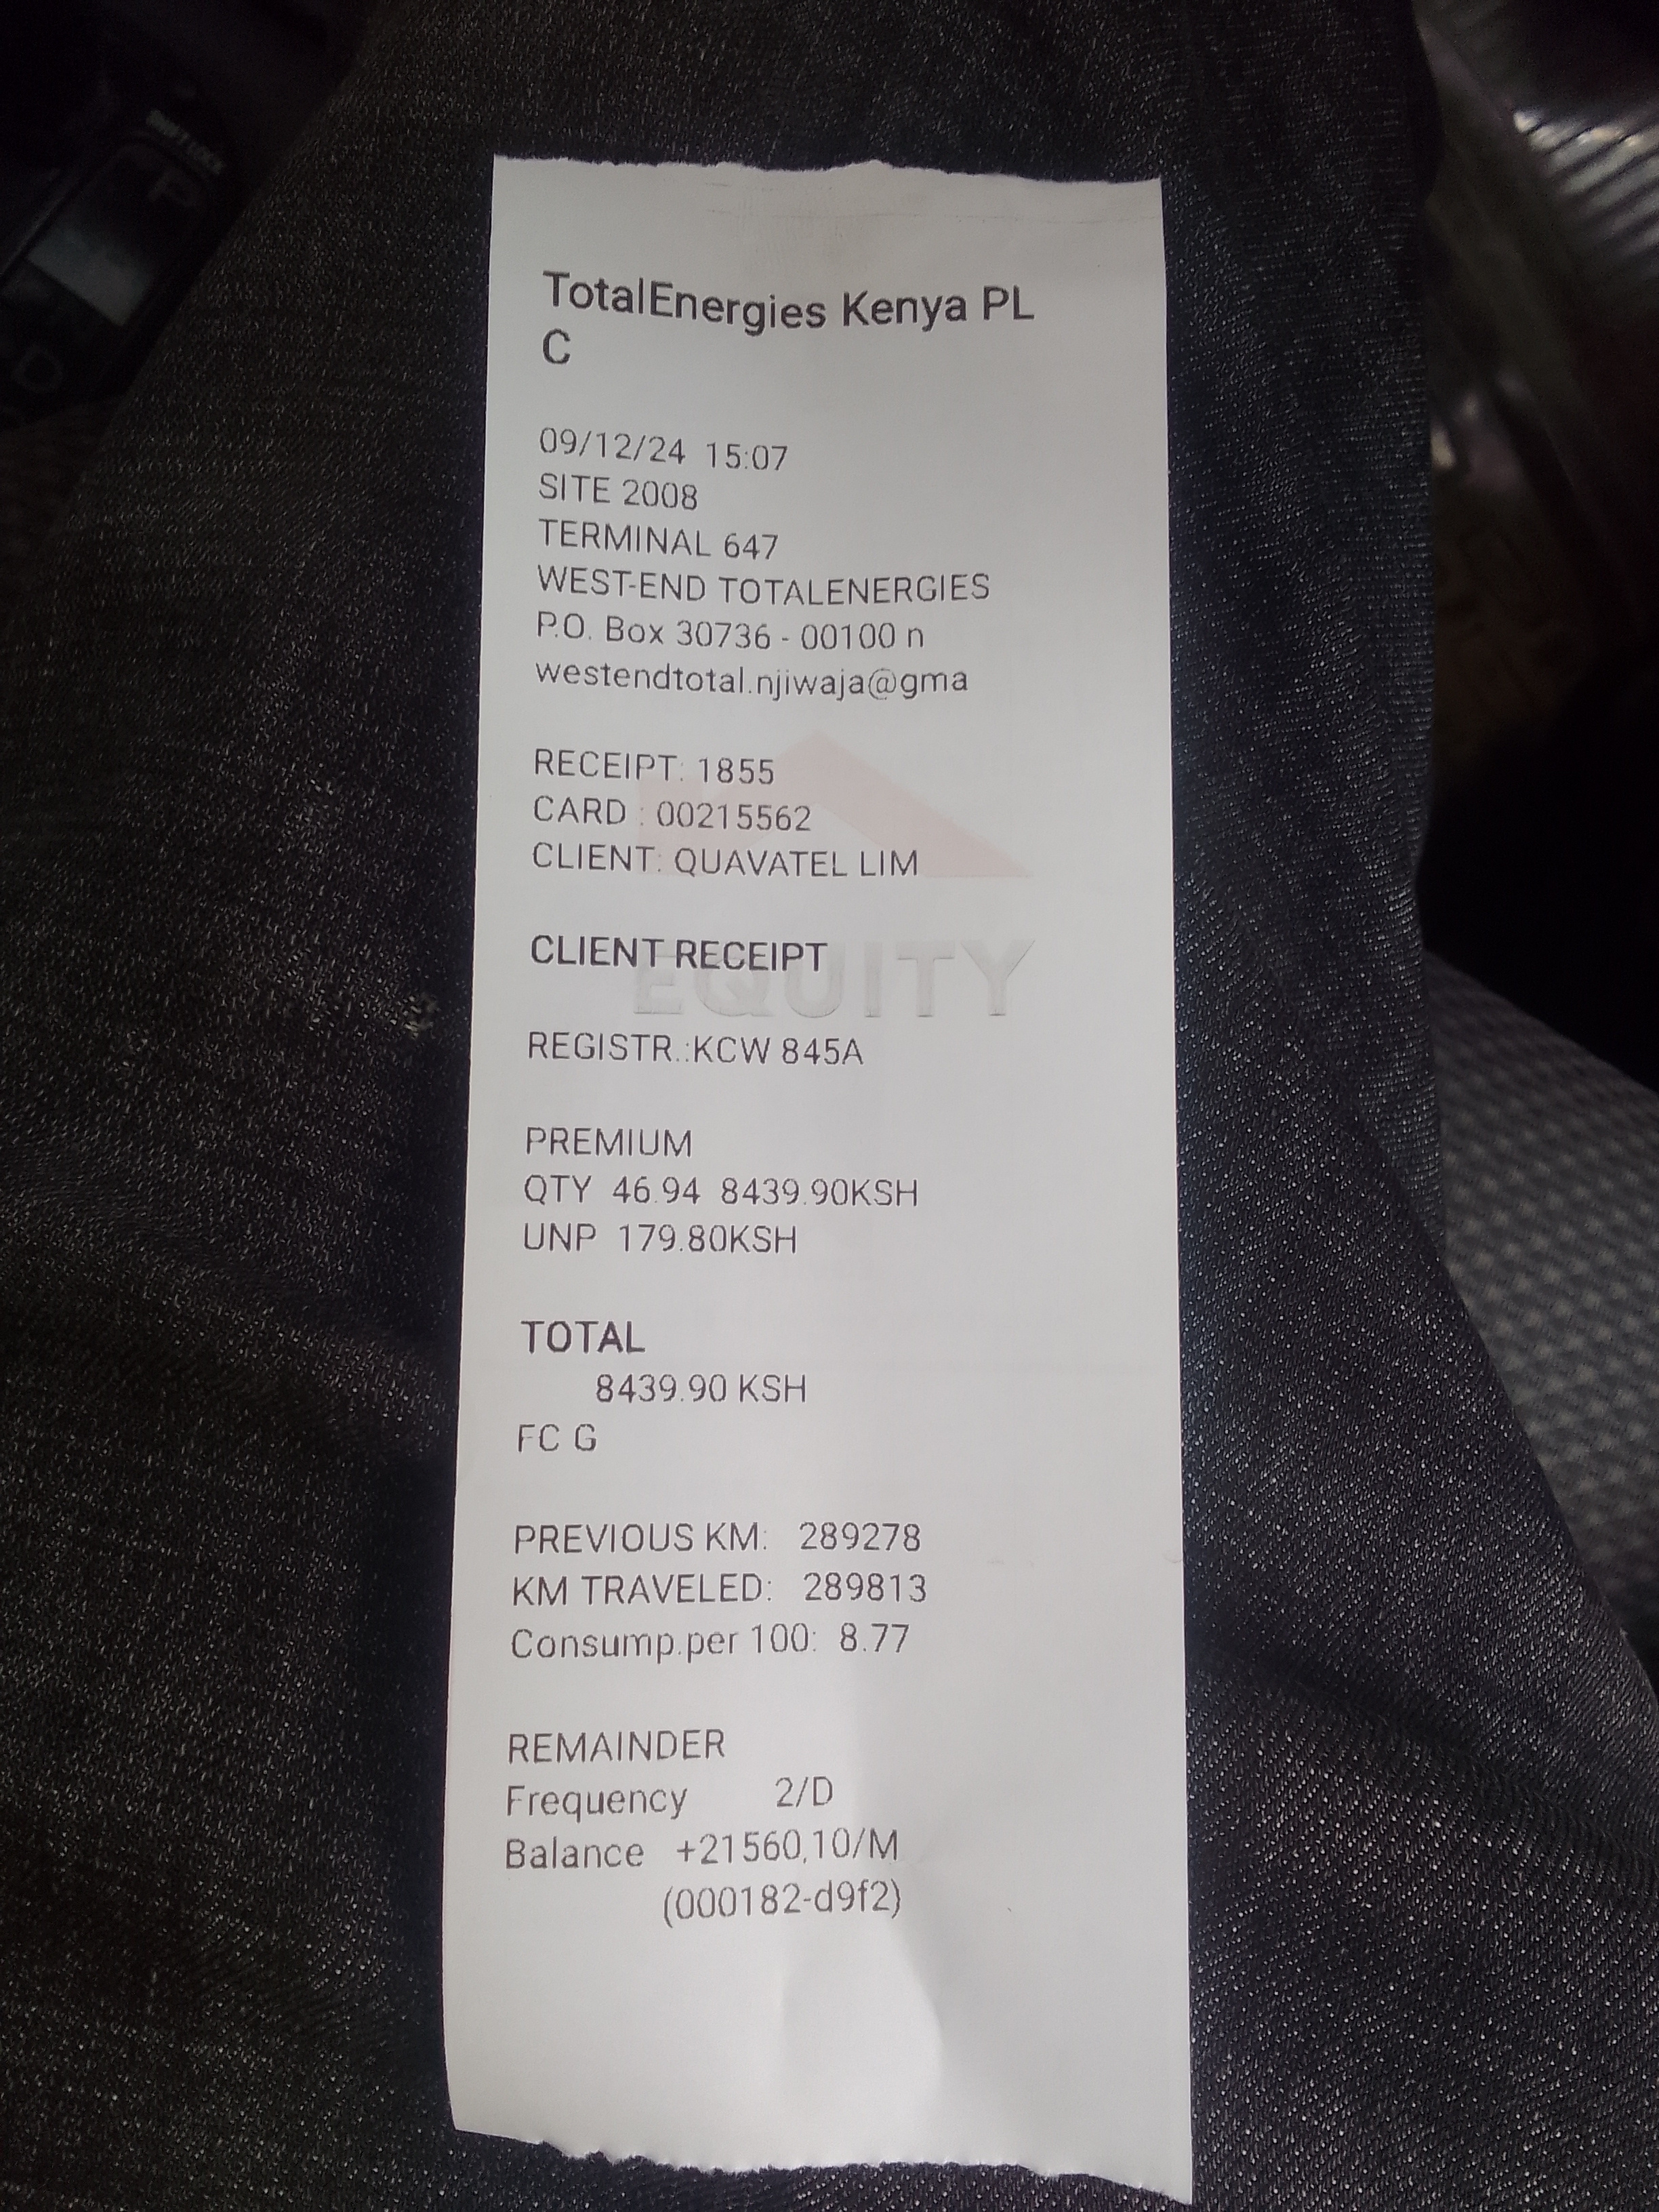 TotalEnergies Kenya PL
C
09/12/24 15:07
SITE 2008
TERMINAL 647
WEST-END TOTALENERGIES
P.O. Box 30736 - 00100 n
westendtotal.njiwaja@gma
RECEIPT: 1855
CARD : 00215562
CLIENT: QUAVATEL LIM
CLIENT RECEIPT
EQUITY
REGISTR.:KCW 845A
PREMIUM
QTY 46.94 8439.90KSH
UNP 179.80KSH
TOTAL
8439.90 KSH
FC G
PREVIOUS KM: 289278
KM TRAVELED: 289813
Consump.per 100: 8.77
REMAINDER
Frequency 2/D
Balance +21560,10/M
(000182-d9f2)
SHIFT LOCK
P
D